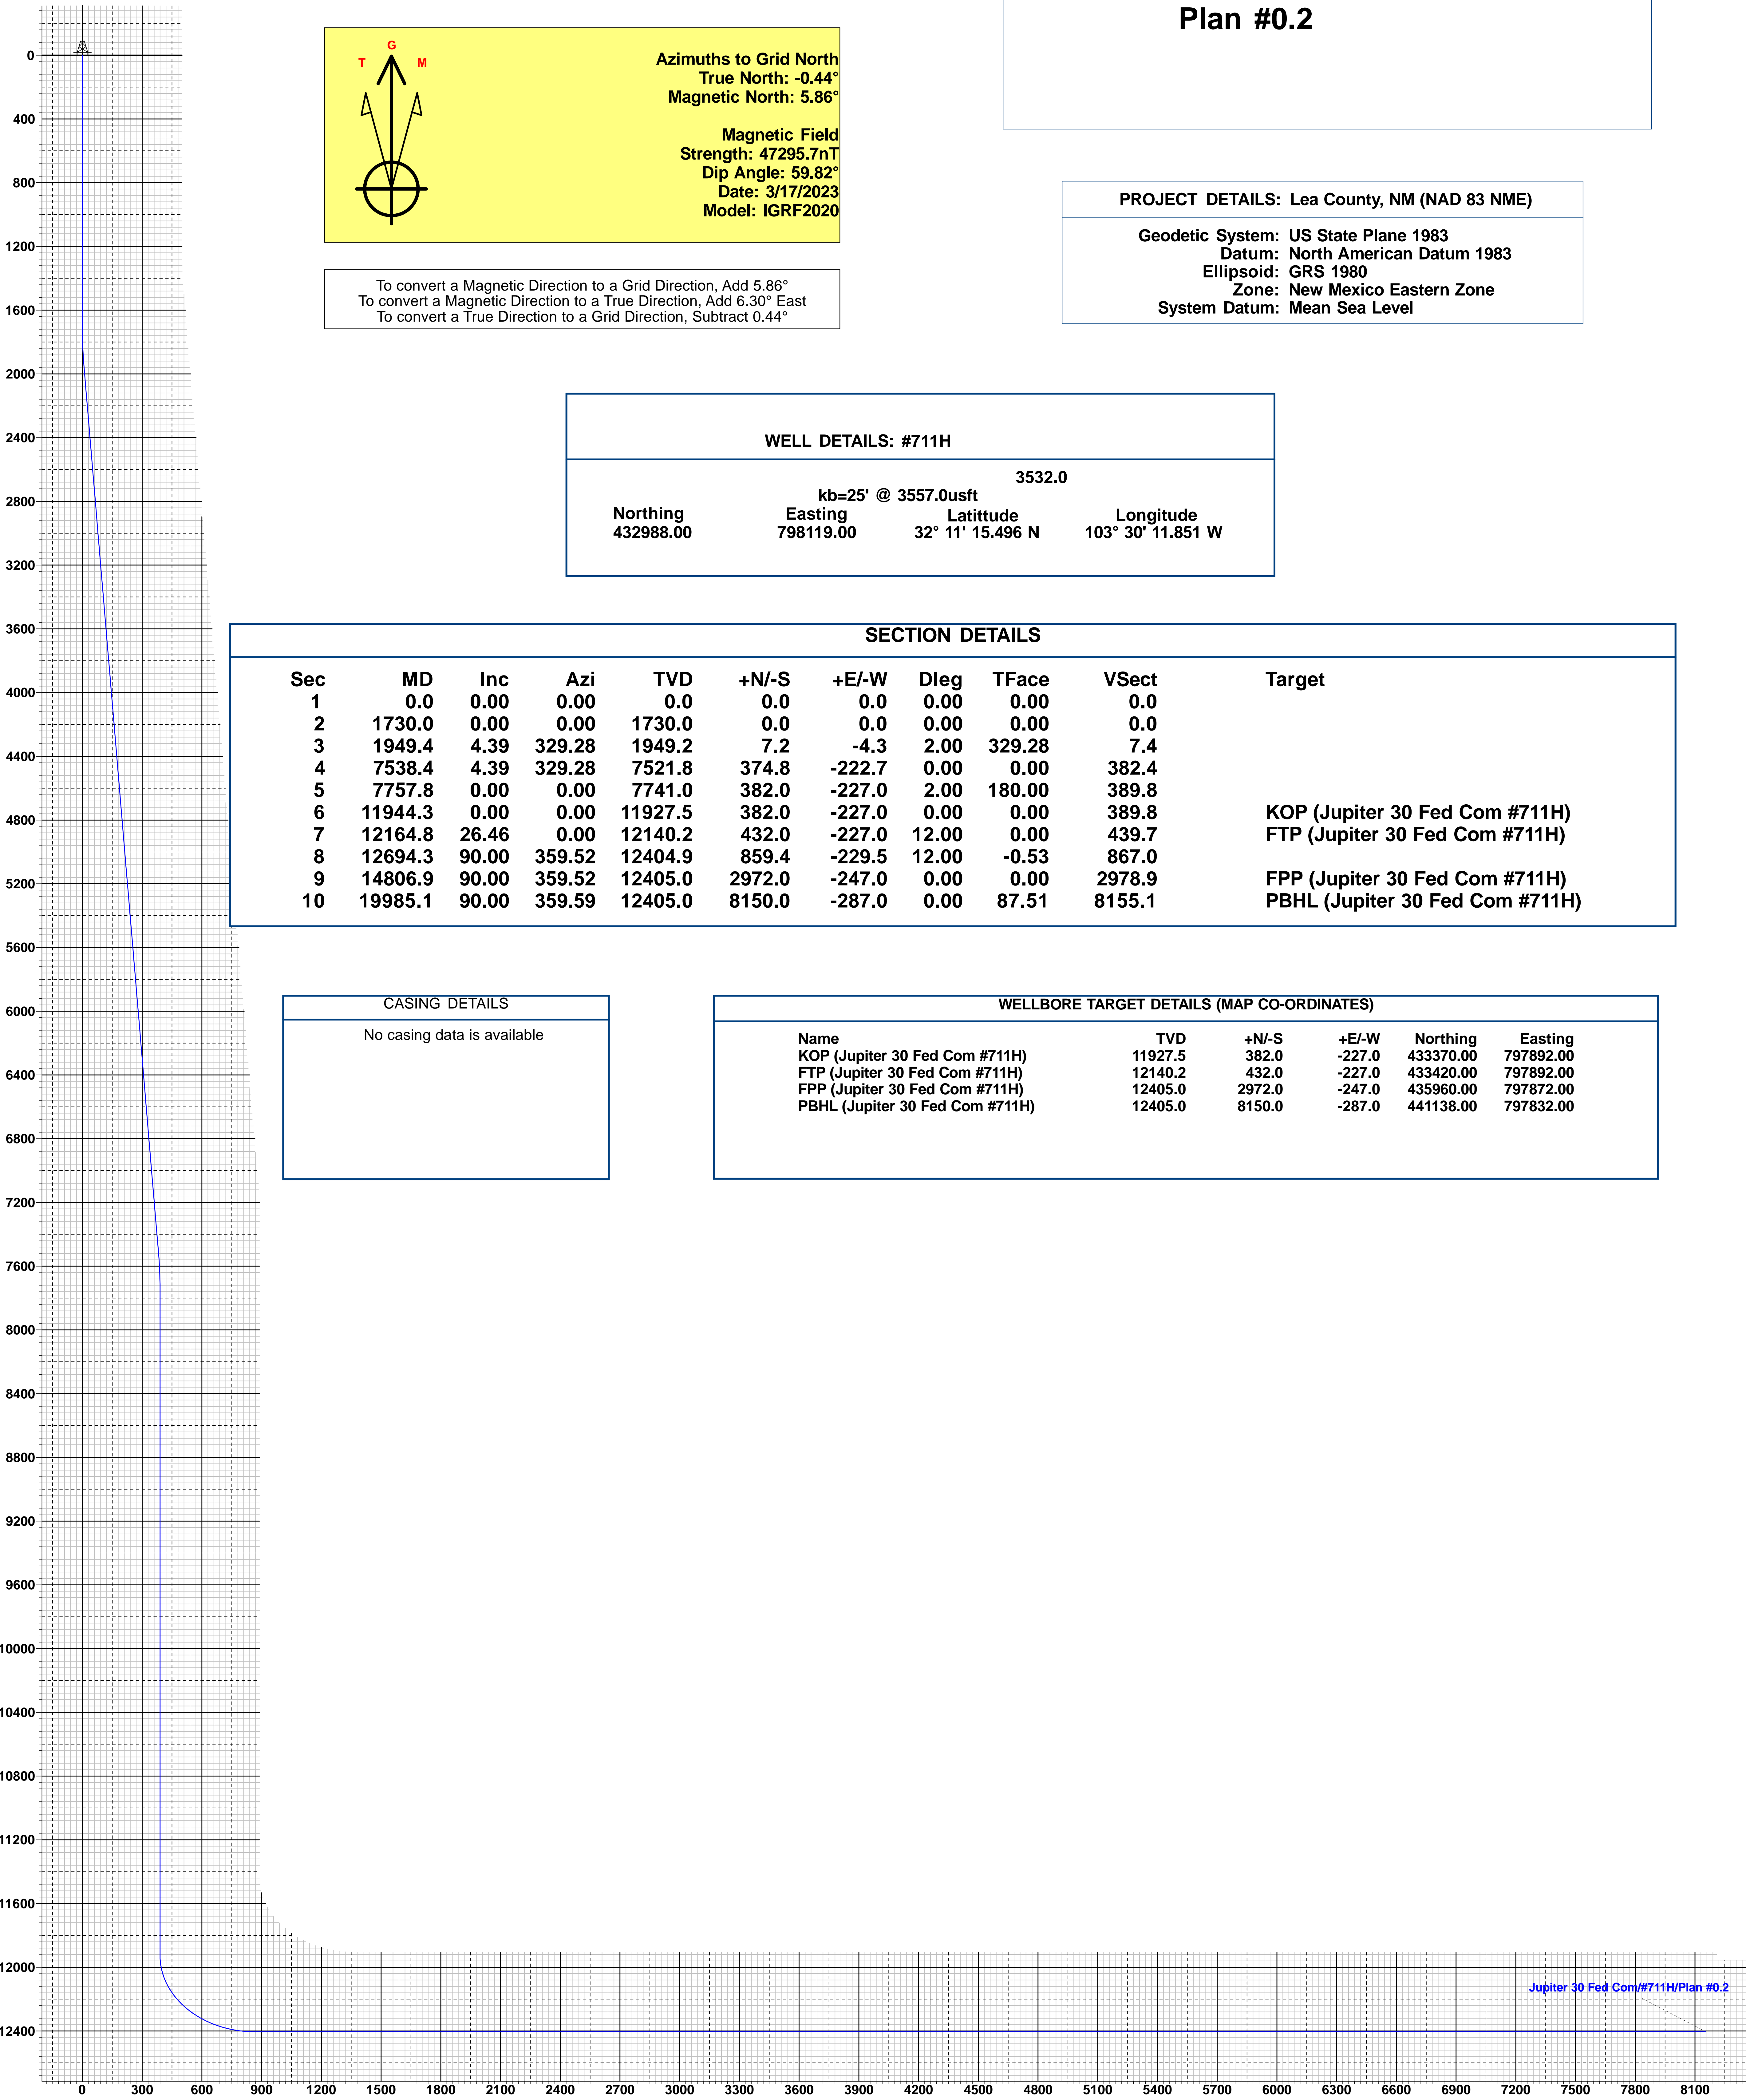 Plan #0.2
G
T M
Azimuths to Grid North
True North: -0.44°
Magnetic North: 5.86°
Magnetic Field
Strength: 47295.7nT
Dip Angle: 59.82°
Date: 3/17/2023
Model: IGRF2020
To convert a Magnetic Direction to a Grid Direction, Add 5.86°
To convert a Magnetic Direction to a True Direction, Add 6.30° East
To convert a True Direction to a Grid Direction, Subtract 0.44°
PROJECT DETAILS: Lea County, NM (NAD 83 NME)
Geodetic System: US State Plane 1983
Datum: North American Datum 1983
Ellipsoid: GRS 1980
Zone: New Mexico Eastern Zone
System Datum: Mean Sea Level
WELL DETAILS: #711H
3532.0
kb=25' @ 3557.0usft
Northing Easting Latittude Longitude
432988.00 798119.00 32° 11' 15.496 N 103° 30' 11.851 W
SECTION DETAILS
Sec MD Inc Azi TVD +N/-S +E/-W Dleg TFace VSect Target
1 0.0 0.00 0.00 0.0 0.0 0.0 0.00 0.00 0.0
2 1730.0 0.00 0.00 1730.0 0.0 0.0 0.00 0.00 0.0
3 1949.4 4.39 329.28 1949.2 7.2 -4.3 2.00 329.28 7.4
4 7538.4 4.39 329.28 7521.8 374.8 -222.7 0.00 0.00 382.4
5 7757.8 0.00 0.00 7741.0 382.0 -227.0 2.00 180.00 389.8
6 11944.3 0.00 0.00 11927.5 382.0 -227.0 0.00 0.00 389.8 KOP (Jupiter 30 Fed Com #711H)
7 12164.8 26.46 0.00 12140.2 432.0 -227.0 12.00 0.00 439.7 FTP (Jupiter 30 Fed Com #711H)
8 12694.3 90.00 359.52 12404.9 859.4 -229.5 12.00 -0.53 867.0
9 14806.9 90.00 359.52 12405.0 2972.0 -247.0 0.00 0.00 2978.9 FPP (Jupiter 30 Fed Com #711H)
10 19985.1 90.00 359.59 12405.0 8150.0 -287.0 0.00 87.51 8155.1 PBHL (Jupiter 30 Fed Com #711H)
CASING DETAILS
No casing data is available
WELLBORE TARGET DETAILS (MAP CO-ORDINATES)
Name TVD +N/-S +E/-W Northing Easting
KOP (Jupiter 30 Fed Com #711H) 11927.5 382.0 -227.0 433370.00 797892.00
FTP (Jupiter 30 Fed Com #711H) 12140.2 432.0 -227.0 433420.00 797892.00
FPP (Jupiter 30 Fed Com #711H) 12405.0 2972.0 -247.0 435960.00 797872.00
PBHL (Jupiter 30 Fed Com #711H) 12405.0 8150.0 -287.0 441138.00 797832.00
0
400
800
1200
1600
2000
2400
2800
3200
3600
4000
4400
4800
5200
5600
6000
6400
6800
7200
7600
8000
8400
8800
9200
9600
10000
10400
10800
11200
11600
12000
12400
Jupiter 30 Fed Com/#711H/Plan #0.2
0 300 600 900 1200 1500 1800 2100 2400 2700 3000 3300 3600 3900 4200 4500 4800 5100 5400 5700 6000 6300 6600 6900 7200 7500 7800 8100